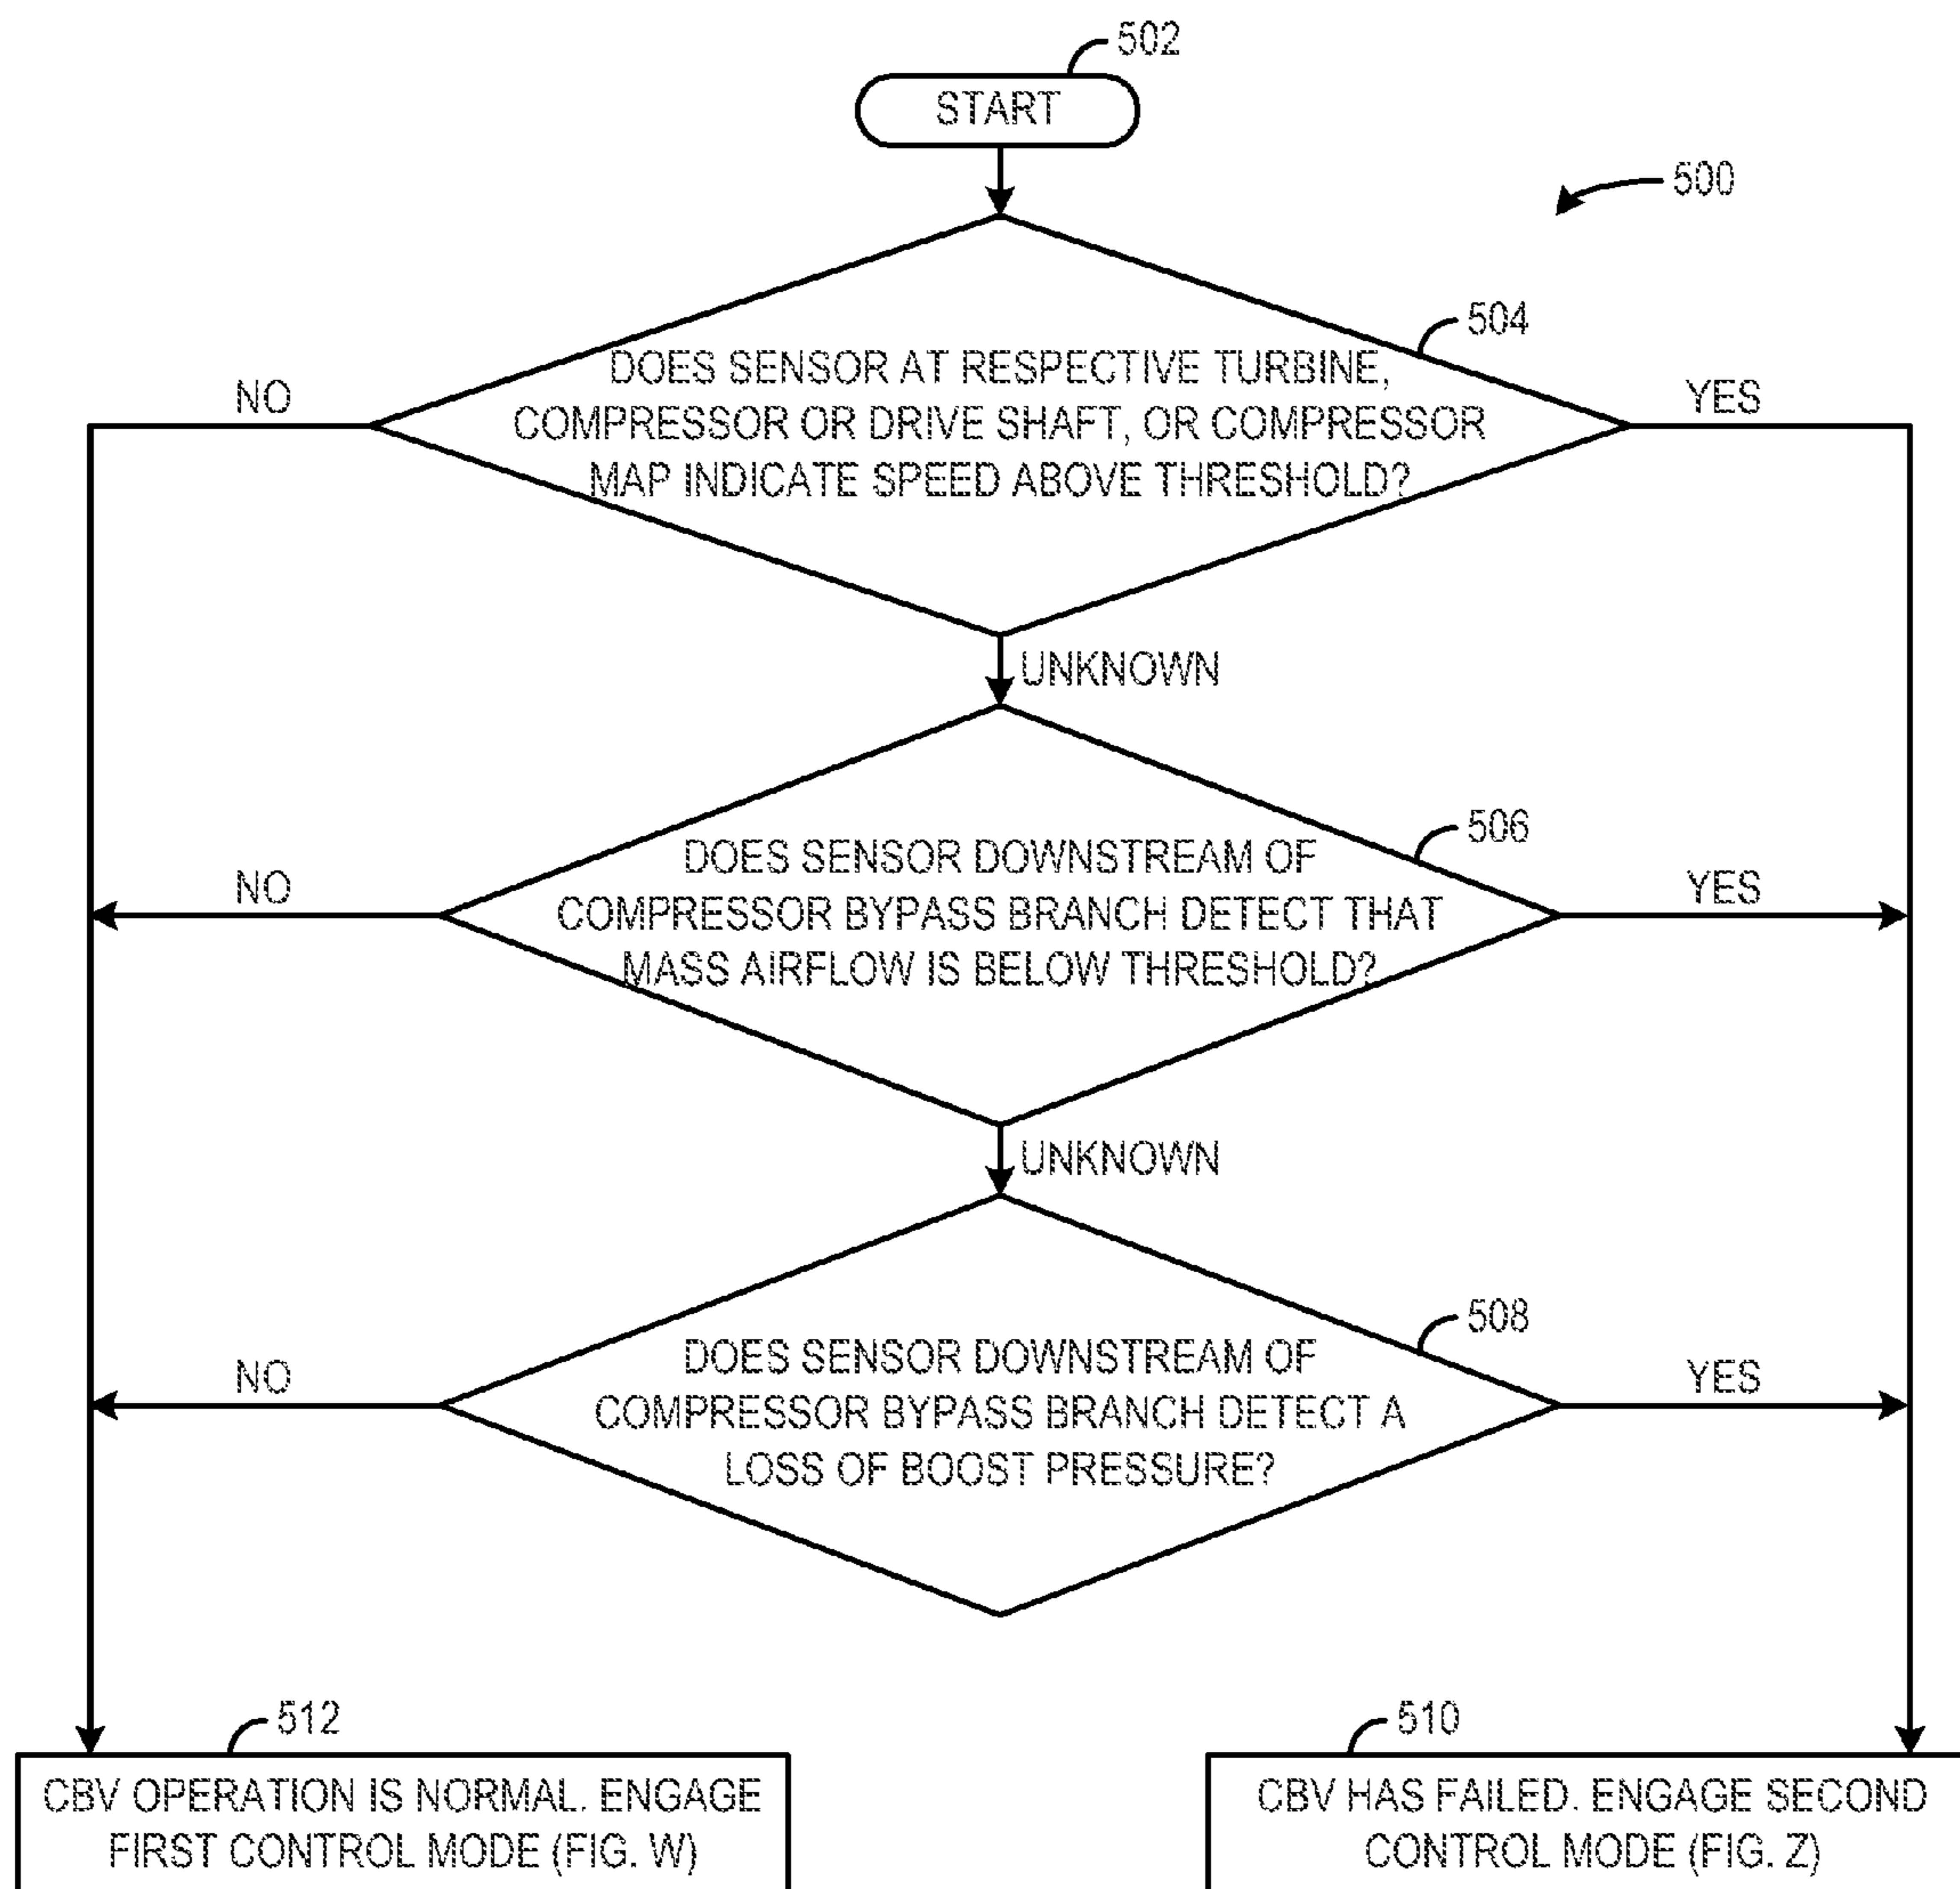 502
START
500
504
DOES SENSOR AT RESPECTIVE TURBINE,
COMPRESSOR OR DRIVE SHAFT, OR COMPRESSOR
MAP INDICATE SPEED ABOVE THRESHOLD?
NO
YES
UNKNOWN
506
DOES SENSOR DOWNSTREAM OF
COMPRESSOR BYPASS BRANCH DETECT THAT
MASS AIRFLOW IS BELOW THRESHOLD?
NO
YES
UNKNOWN
508
DOES SENSOR DOWNSTREAM OF
COMPRESSOR BYPASS BRANCH DETECT A
LOSS OF BOOST PRESSURE?
NO
YES
512
CBV OPERATION IS NORMAL. ENGAGE
FIRST CONTROL MODE (FIG. W)
510
CBV HAS FAILED. ENGAGE SECOND
CONTROL MODE (FIG. Z)